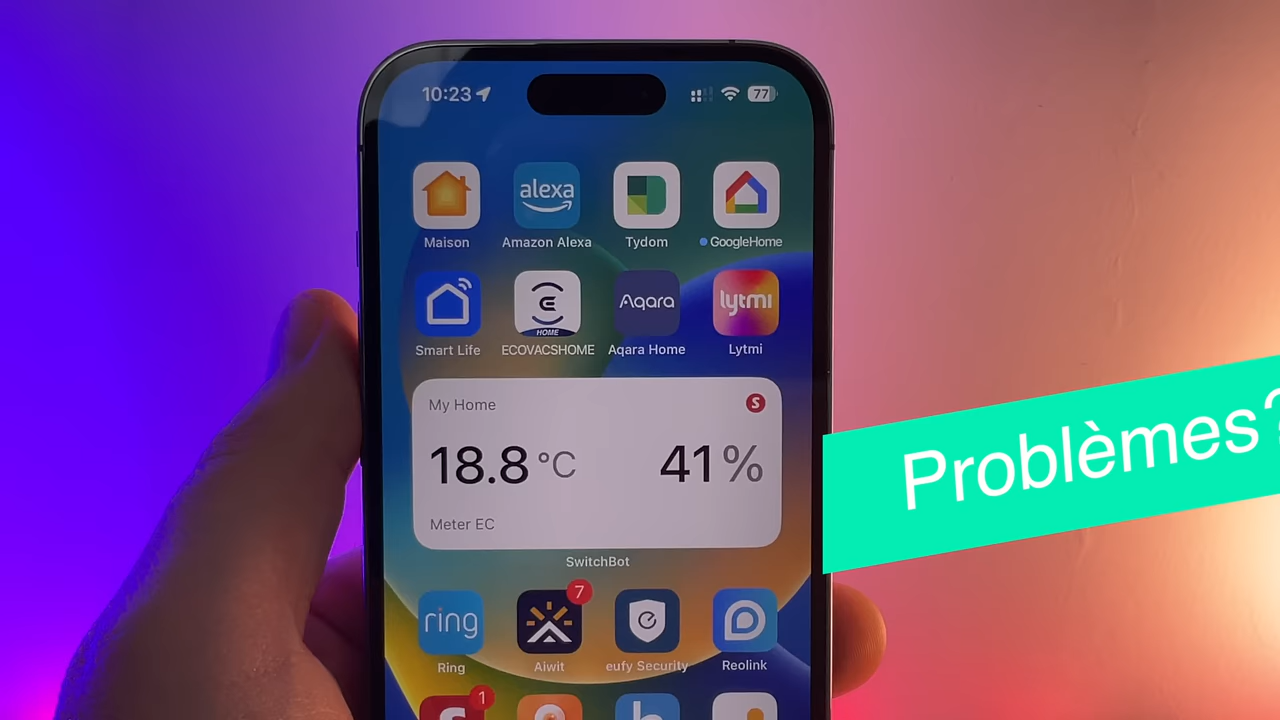 10:23
77
alexa
Maison
Amazon Alexa
Tydom
GoogleHome
HOME
Aqara
lytmi
Smart Life
ECOVACSHOME
Aqara Home
Lytmi
My Home
S
18.8 °C
41 %
Meter EC
SwitchBot
Problèmes?
ring
7
Ring
Aiwit
eufy Security
Reolink
1